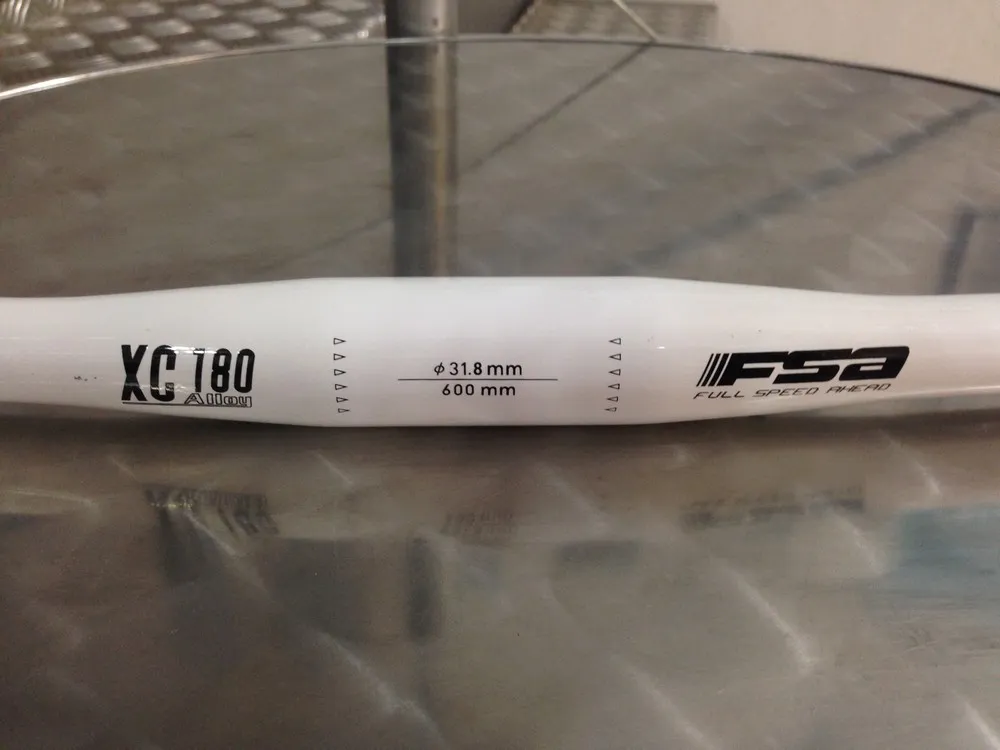 XC 180
Alloy
ϕ 31.8 mm
600 mm
FSA
FULL SPEED AHEAD